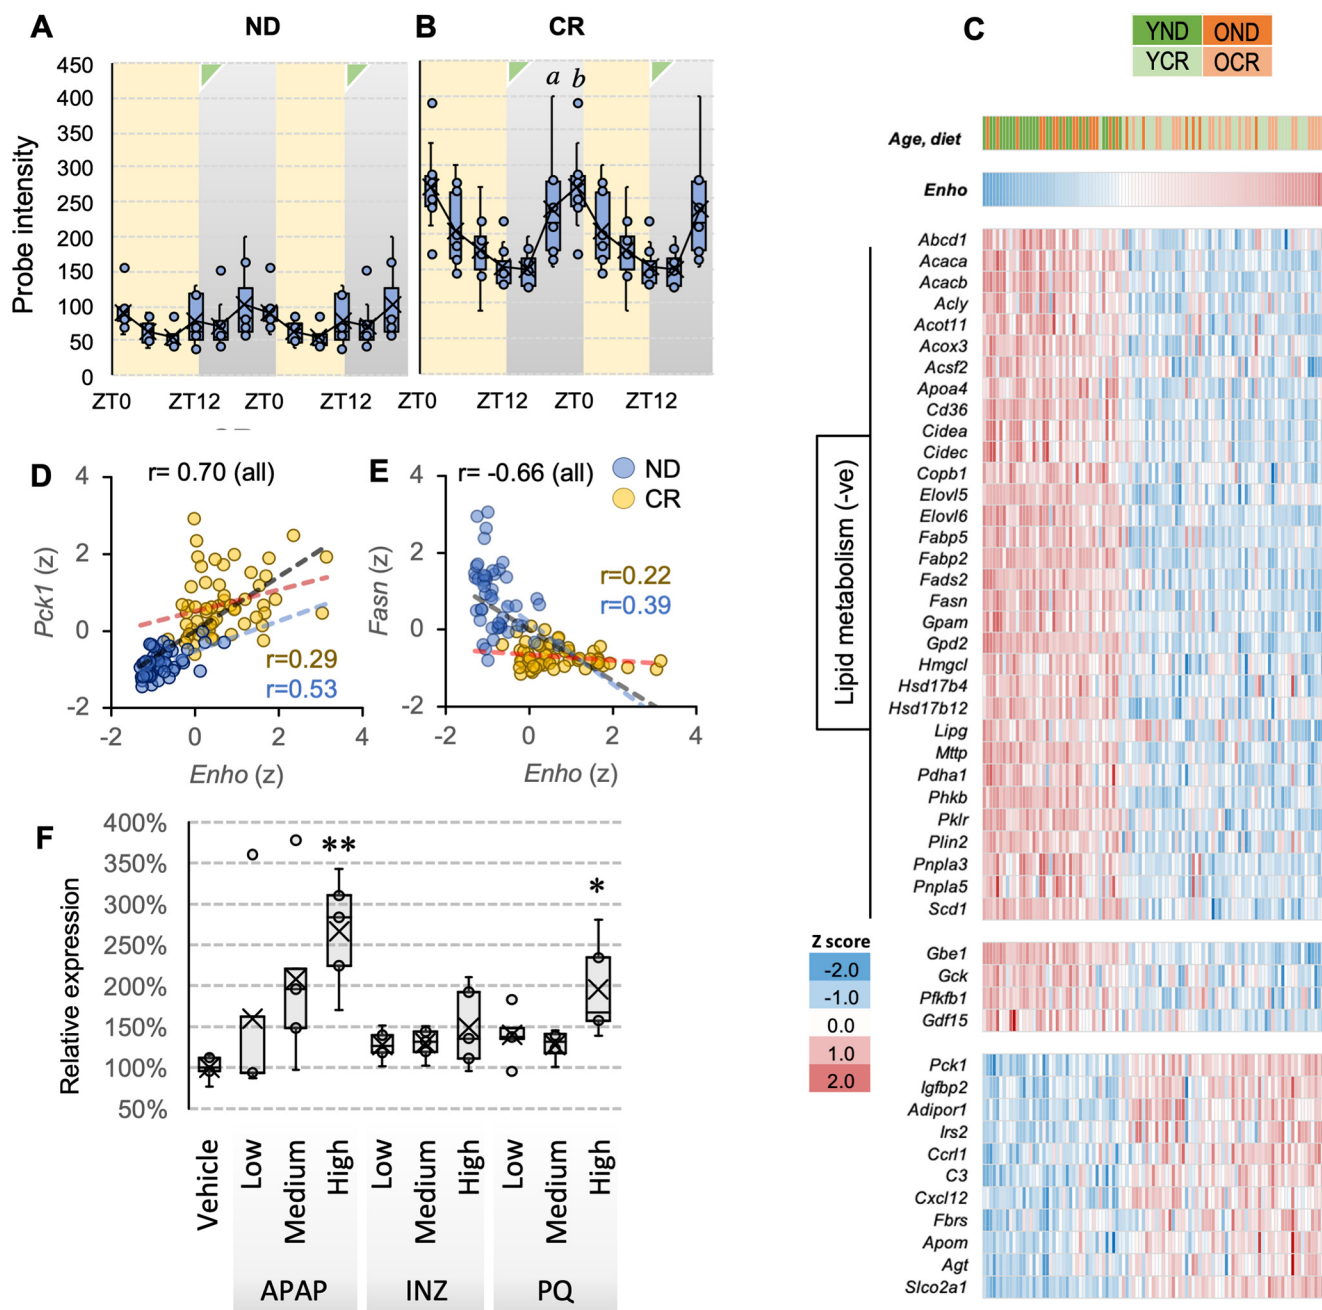 A
ND
B
CR
C
YND
OND
YCR
OCR
450
400
350
300
250
200
150
100
50
0
Probe intensity
a b
ZT0
ZT12
ZT0
ZT12
ZT0
ZT12
ZT0
ZT12
Age, diet
Enho
Abcd1
Acaca
Acacb
Acly
Acot11
Acox3
Acsf2
Apoa4
Cd36
Cidea
Cidec
Copb1
Elovl5
Elovl6
Fabp5
Fabp2
Fads2
Fasn
Gpam
Gpd2
Hmgcl
Hsd17b4
Hsd17b12
Lipg
Mttp
Pdha1
Phkb
Pklr
Plin2
Pnpla3
Pnpla5
Scd1
Lipid metabolism (-ve)
Gbe1
Gck
Pfkfb1
Gdf15
Pck1
Igfbp2
Adipor1
Irs2
Ccrl1
C3
Cxcl12
Fbrs
Apom
Agt
Slco2a1
Z score
-2.0
-1.0
0.0
1.0
2.0
D
r= 0.70 (all)
4
2
0
-2
Pck1 (z)
r=0.29
r=0.53
-2
0
2
4
Enho (z)
E
r= -0.66 (all)
ND
CR
4
2
0
-2
Fasn (z)
r=0.22
r=0.39
-2
0
2
4
Enho (z)
F
400%
350%
300%
250%
200%
150%
100%
50%
Relative expression
**
*
Vehicle
Low
Medium
High
Low
Medium
High
Low
Medium
High
APAP
INZ
PQ